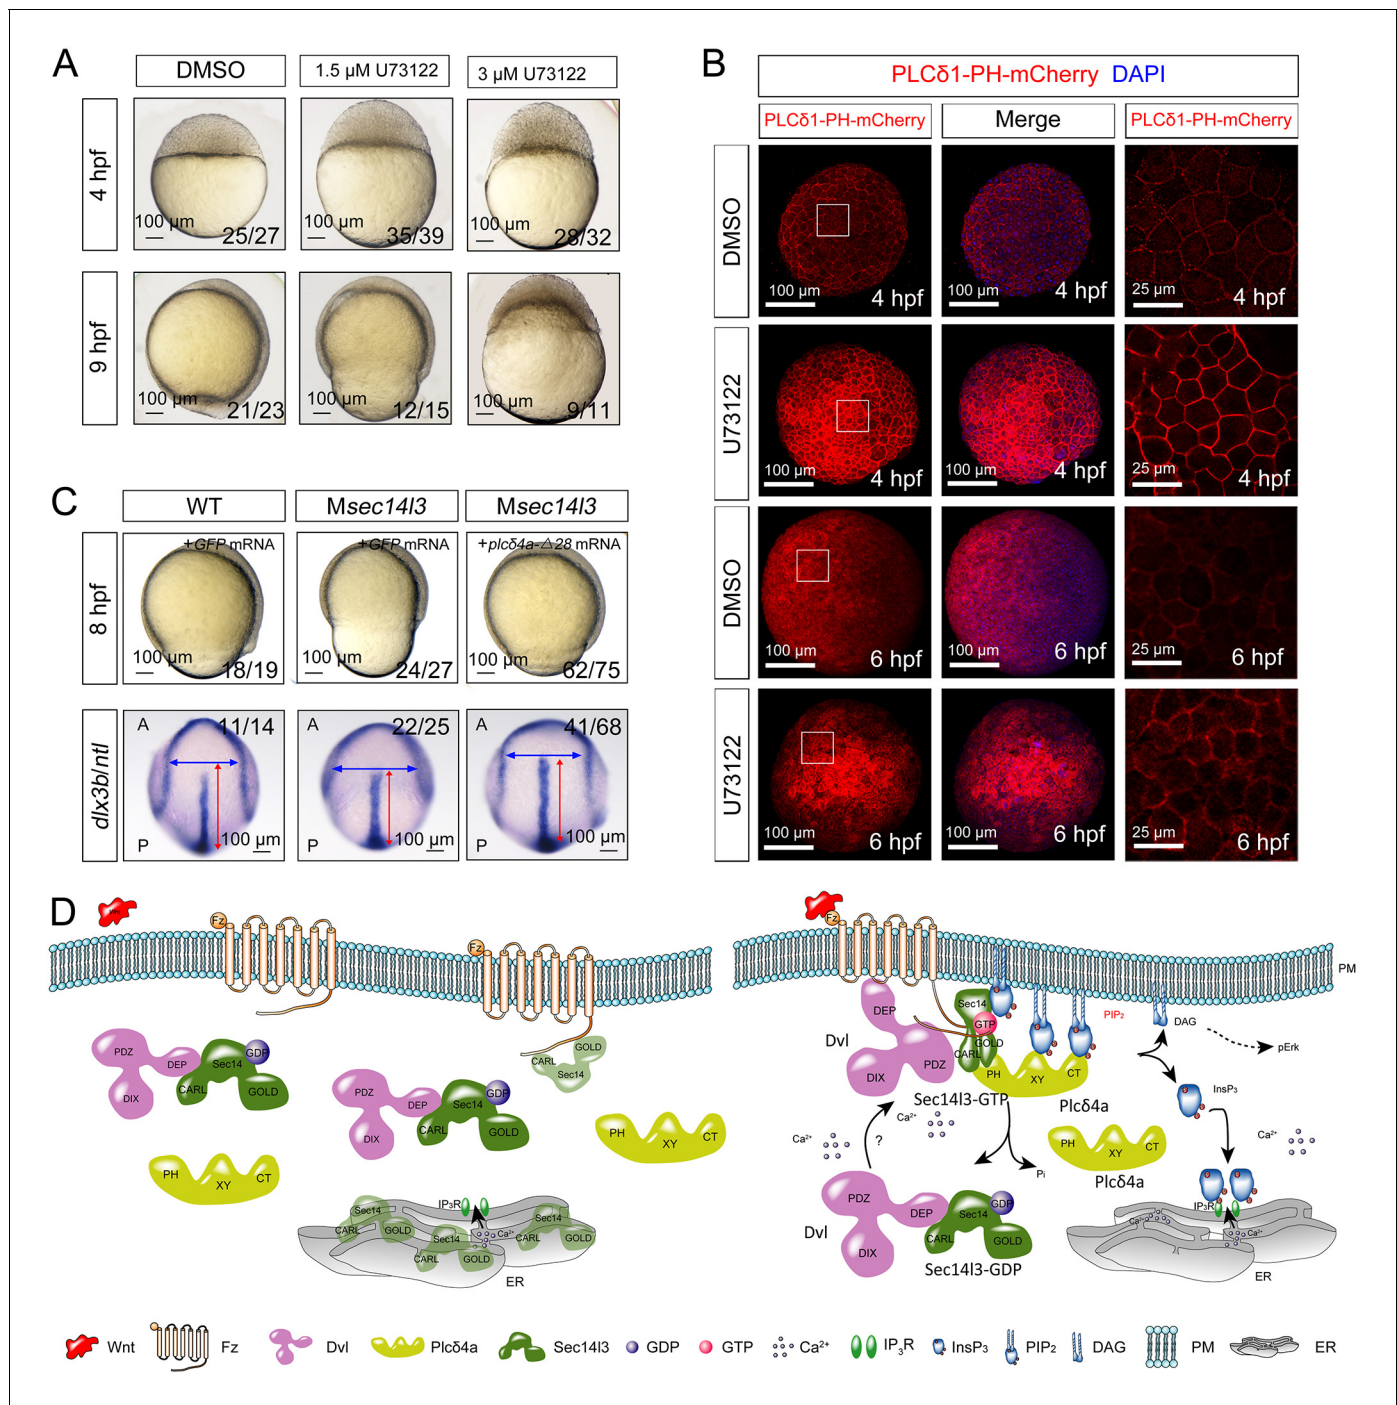 A
DMSO
1.5 µM U73122
3 µM U73122
4 hpf
100 µm
25/27
100 µm
35/39
100 µm
28/32
9 hpf
100 µm
21/23
100 µm
12/15
100 µm
9/11
B
PLCδ1-PH-mCherry DAPI
PLCδ1-PH-mCherry
Merge
PLCδ1-PH-mCherry
DMSO
100 µm
4 hpf
100 µm
4 hpf
25 µm
4 hpf
U73122
100 µm
4 hpf
100 µm
4 hpf
25 µm
4 hpf
DMSO
100 µm
6 hpf
100 µm
6 hpf
25 µm
6 hpf
U73122
100 µm
6 hpf
100 µm
6 hpf
25 µm
6 hpf
C
WT
Msec14l3
Msec14l3
8 hpf
+GFP mRNA
100 µm
18/19
+GFP mRNA
100 µm
24/27
+plcδ4a-△28 mRNA
100 µm
62/75
dlx3b/ntl
A
11/14
P
100 µm
A
22/25
P
100 µm
A
41/68
P
100 µm
D
Wnt
Fz
Fz
PDZ
DEP
DIX
Sec14
GDP
CARL
GOLD
PDZ
DEP
DIX
Sec14
GDP
CARL
GOLD
GOLD
CARL
Sec14
PH
XY
CT
PH
XY
CT
IP3R
Sec14
CARL
GOLD
Sec14
CARL
GOLD
Sec14
CARL
GOLD
Ca2+
ER
Fz
PM
DEP
Dvl
DIX
PDZ
Sec14
GTP
GOLD
CARL
PH
XY
CT
PIP2
DAG
pErk
Sec14l3-GTP
Plcδ4a
InsP3
Ca2+
Ca2+
?
Pi
PH
XY
CT
Plcδ4a
Ca2+
PDZ
DEP
DIX
Dvl
Sec14
GDP
CARL
GOLD
Sec14l3-GDP
IP3R
Ca2+
Ca2+
ER
Wnt
Fz
Dvl
Plcδ4a
Sec14l3
GDP
GTP
Ca2+
IP3R
InsP3
PIP2
DAG
PM
ER